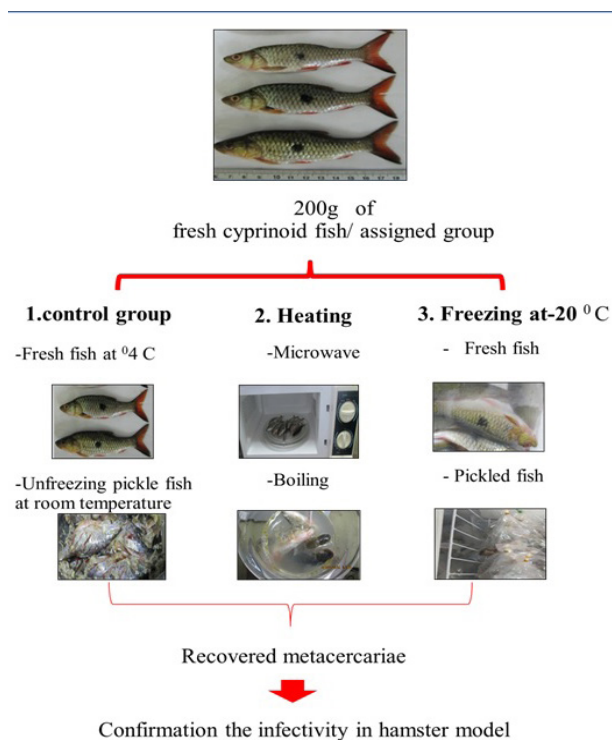 200g of
fresh cyprinoid fish/ assigned group
1.control group
2. Heating
3. Freezing at-20 ⁰ C
-Fresh fish at ⁰4 C
-Microwave
- Fresh fish
-Unfreezing pickle fish
at room temperature
-Boiling
- Pickled fish
Recovered metacercariae
Confirmation the infectivity in hamster model